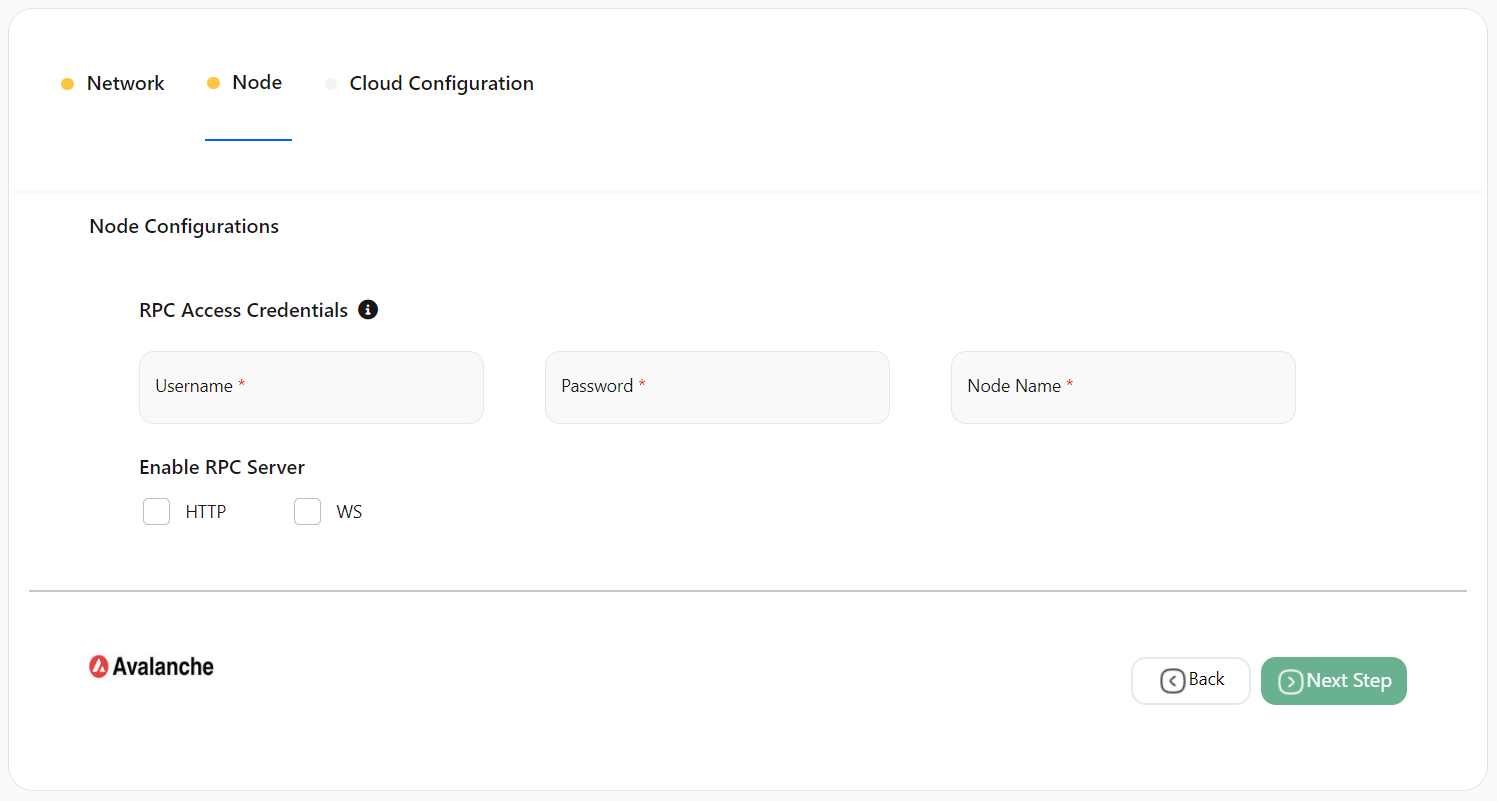 Network Node Cloud Configuration
Node Configurations
RPC Access Credentials
Username * Password * Node Name *
Enable RPC Server
HTTP WS
Avalanche
Back Next Step